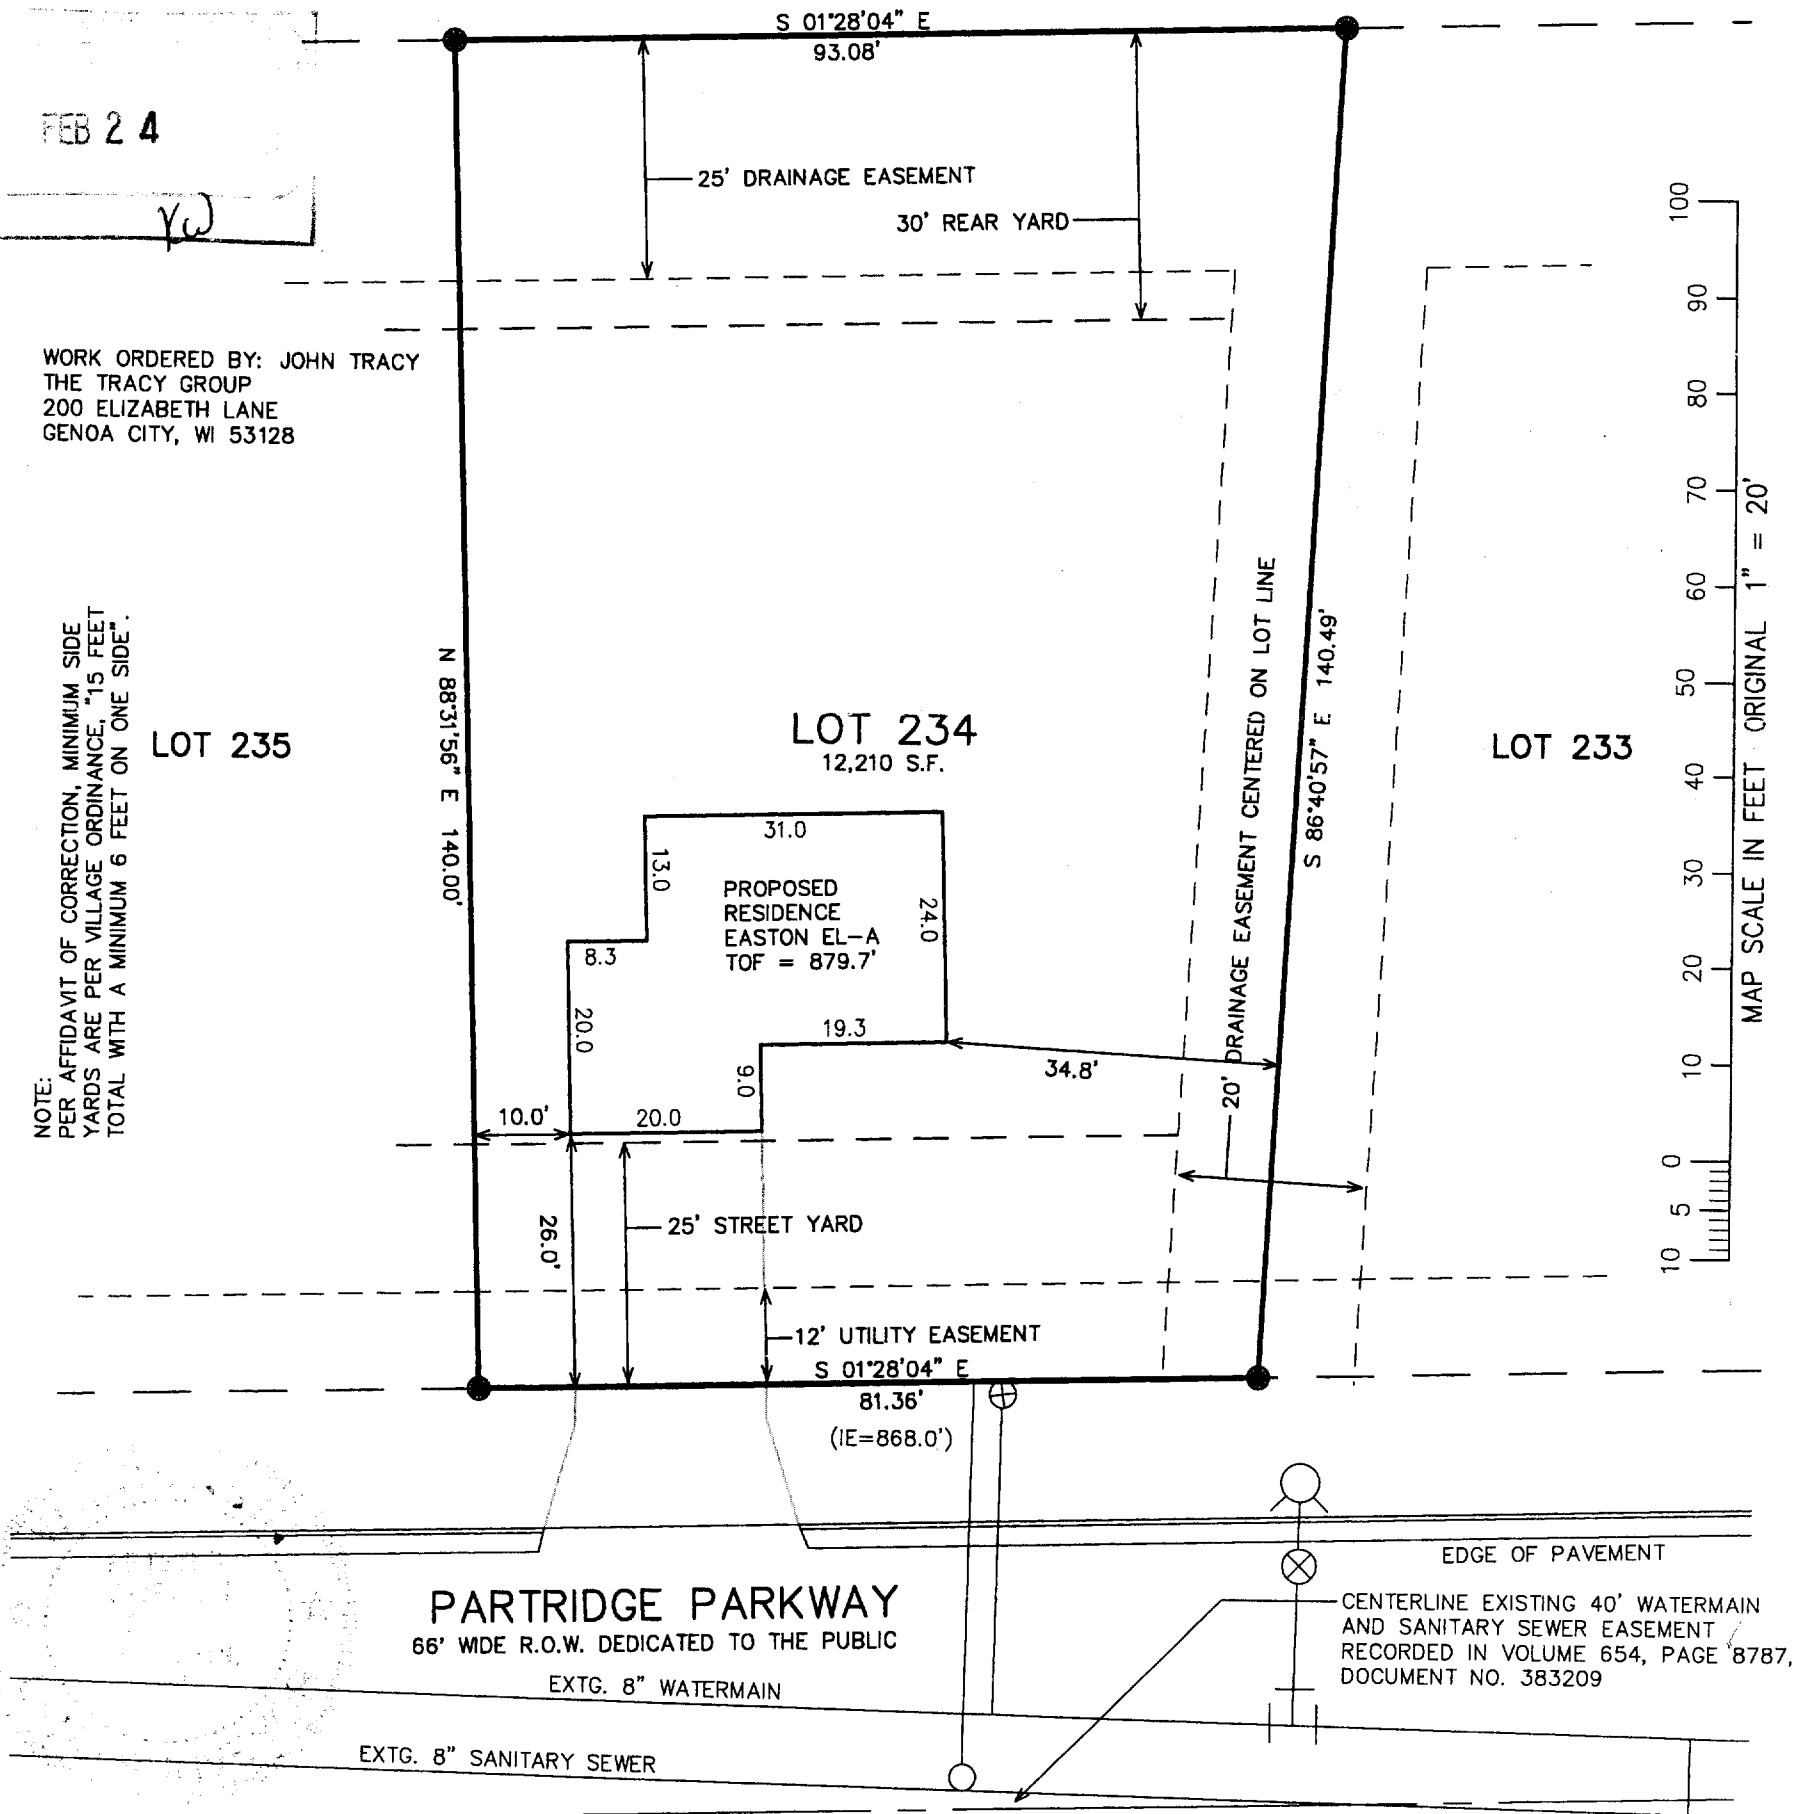 S 01°28'04" E
93.08'
FEB 2 4
25' DRAINAGE EASEMENT
30' REAR YARD
WORK ORDERED BY: JOHN TRACY
THE TRACY GROUP
200 ELIZABETH LANE
GENOA CITY, WI 53128
NOTE:
PER AFFIDAVIT OF CORRECTION, MINIMUM SIDE
YARDS ARE PER VILLAGE ORDINANCE, "15 FEET
TOTAL WITH A MINIMUM 6 FEET ON ONE SIDE".
LOT 235
N 88°31'56" E 140.00'
LOT 234
12,210 S.F.
31.0
13.0
PROPOSED
RESIDENCE
EASTON EL-A
TOF = 879.7'
24.0
8.3
20.0
19.3
9.0
34.8'
10.0'
20.0
20' DRAINAGE EASEMENT CENTERED ON LOT LINE
S 86°40'57" E 140.49'
LOT 233
100
90
80
70
60
50
40
30
20
10
0
5
10
MAP SCALE IN FEET ORIGINAL 1" = 20'
26.0'
25' STREET YARD
12' UTILITY EASEMENT
S 01°28'04" E
81.36'
(IE=868.0')
EDGE OF PAVEMENT
PARTRIDGE PARKWAY
66' WIDE R.O.W. DEDICATED TO THE PUBLIC
CENTERLINE EXISTING 40' WATERMAIN
AND SANITARY SEWER EASEMENT
RECORDED IN VOLUME 654, PAGE 8787,
DOCUMENT NO. 383209
EXTG. 8" WATERMAIN
EXTG. 8" SANITARY SEWER